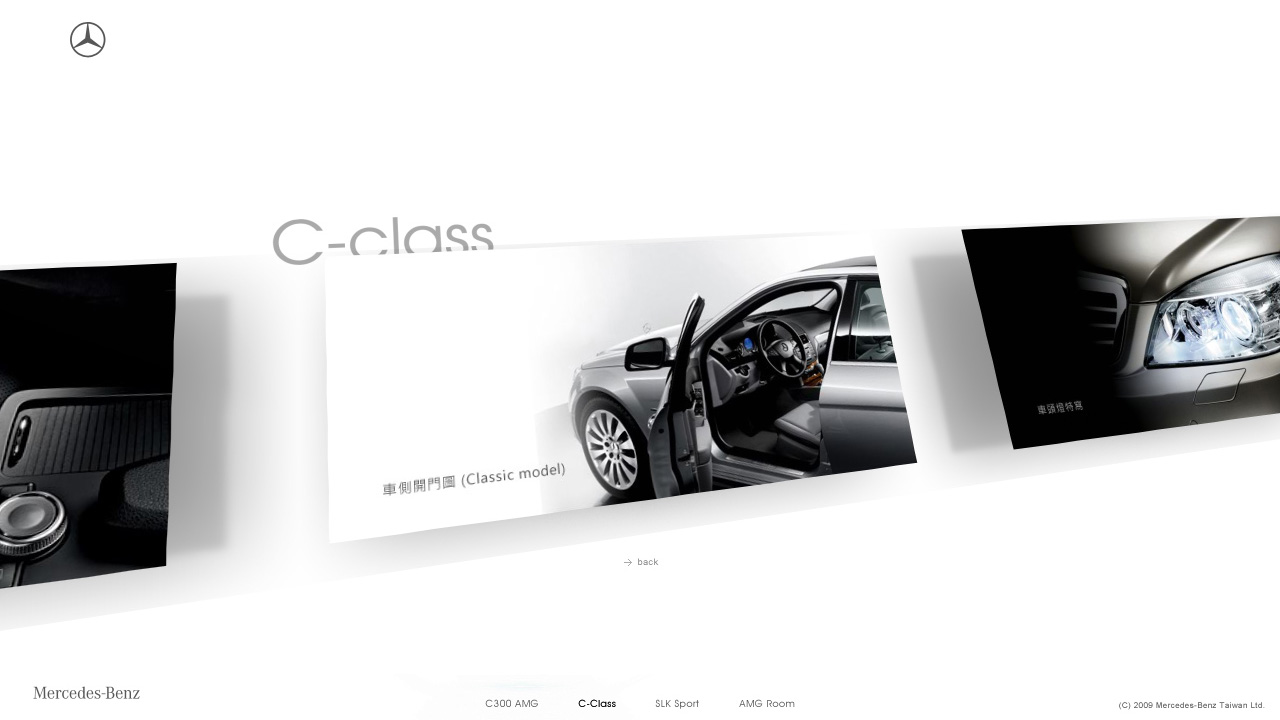 C-class
車側開門圖 (Classic model)
車頭燈特寫
back
Mercedes-Benz
C300 AMG
C-Class
SLK Sport
AMG Room
(C) 2009 Mercedes-Benz Taiwan Ltd.